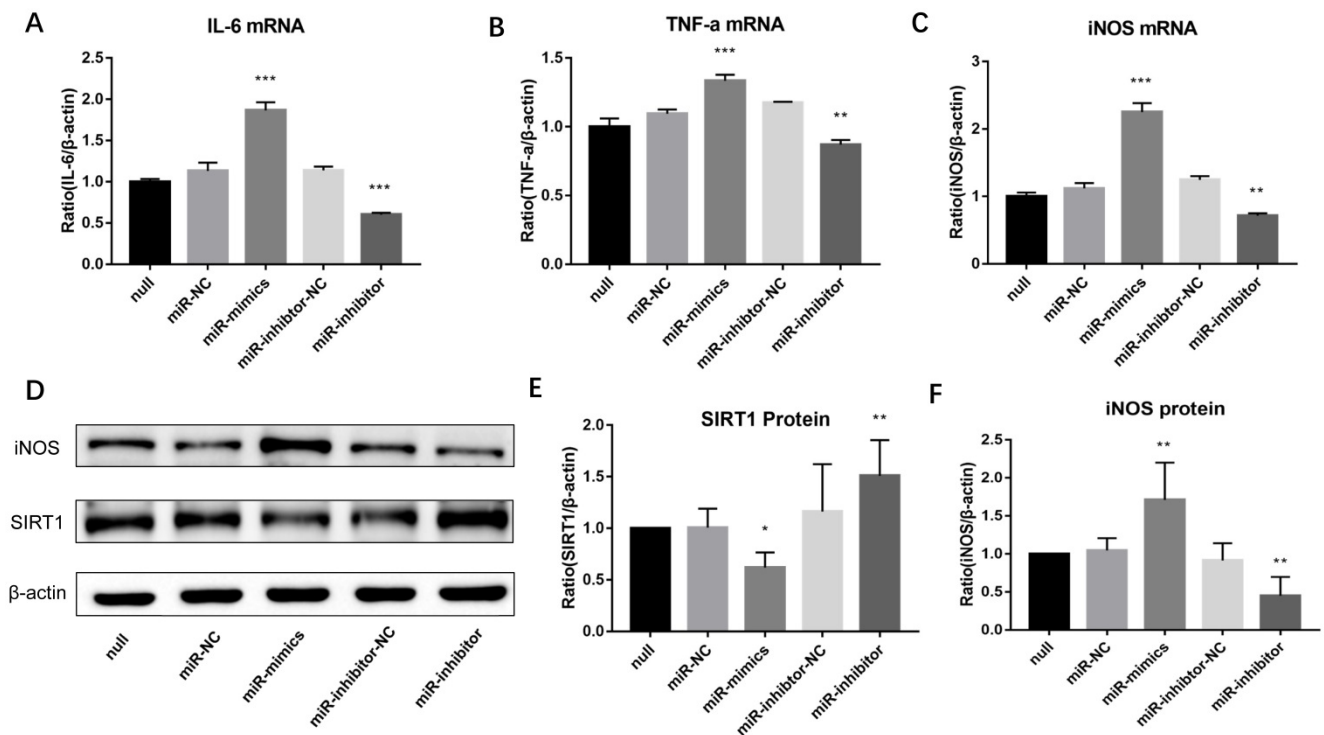 A
IL-6 mRNA
Ratio(IL-6/β-actin)
2.5
2.0
1.5
1.0
0.5
0.0
***
***
null
miR-NC
miR-mimics
miR-inhibtor-NC
miR-inhibitor
B
TNF-a mRNA
Ratio(TNF-a/β-actin)
1.5
1.0
0.5
0.0
***
**
null
miR-NC
miR-mimics
miR-inhibtor-NC
miR-inhibitor
C
iNOS mRNA
Ratio(iNOS/β-actin)
3
2
1
0
***
**
null
miR-NC
miR-mimics
miR-inhibtor-NC
miR-inhibitor
D
iNOS
SIRT1
β-actin
null
miR-NC
miR-mimics
miR-inhibitor-NC
miR-inhibitor
E
SIRT1 Protein
Ratio(SIRT1/β-actin)
2.0
1.5
1.0
0.5
0.0
*
**
null
miR-NC
miR-mimics
miR-inhibtor-NC
miR-inhibitor
F
iNOS protein
Ratio(iNOS/β-actin)
2.5
2.0
1.5
1.0
0.5
0.0
**
**
null
miR-NC
miR-mimics
miR-inhibtor-NC
miR-inhibitor